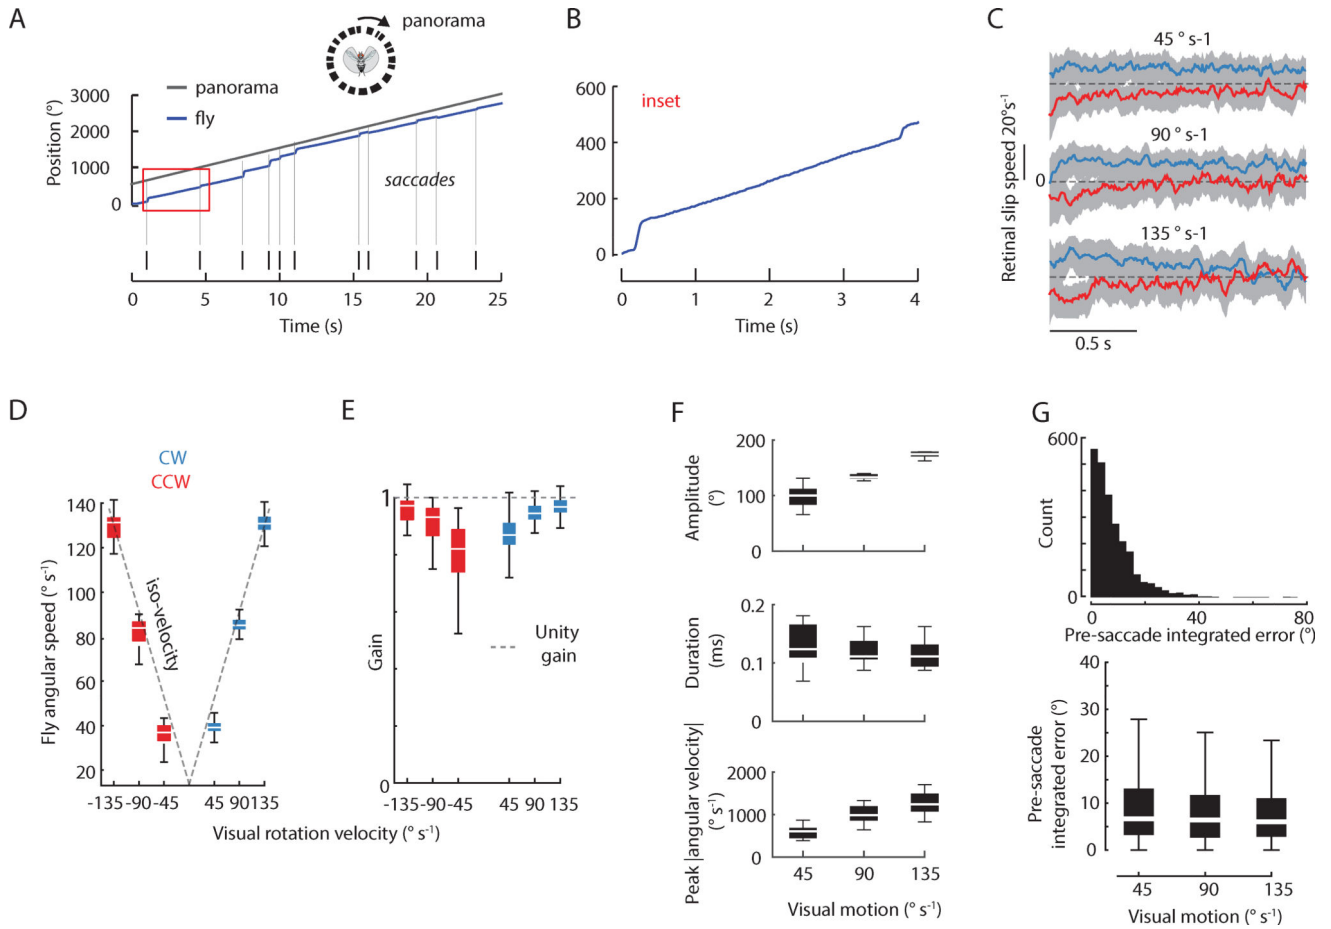 A
panorama
panorama
fly
Position (°)
3000
2000
1000
0
saccades
0
5
10
15
20
25
Time (s)
B
600
400
200
0
inset
0
1
2
3
4
Time (s)
C
Retinal slip speed 20°s-1
0
45 ° s-1
90 ° s-1
135 ° s-1
0.5 s
D
CW
CCW
Fly angular speed (° s-1)
140
120
100
80
60
40
20
iso-velocity
-135
-90
-45
45
90
135
E
1
Gain
0
Unity
gain
-135
-90
-45
45
90
135
Visual rotation velocity (° s-1)
F
Amplitude
(°)
200
100
0
Duration
(ms)
0.2
0.1
0
Peak |angular velocity|
(° s-1)
2000
1000
0
45
90
135
Visual motion (° s-1)
G
Count
600
0
0
20
40
60
80
Pre-saccade integrated error (°)
Pre-saccade
integrated error (°)
40
30
20
10
0
45
90
135
Visual motion (° s-1)